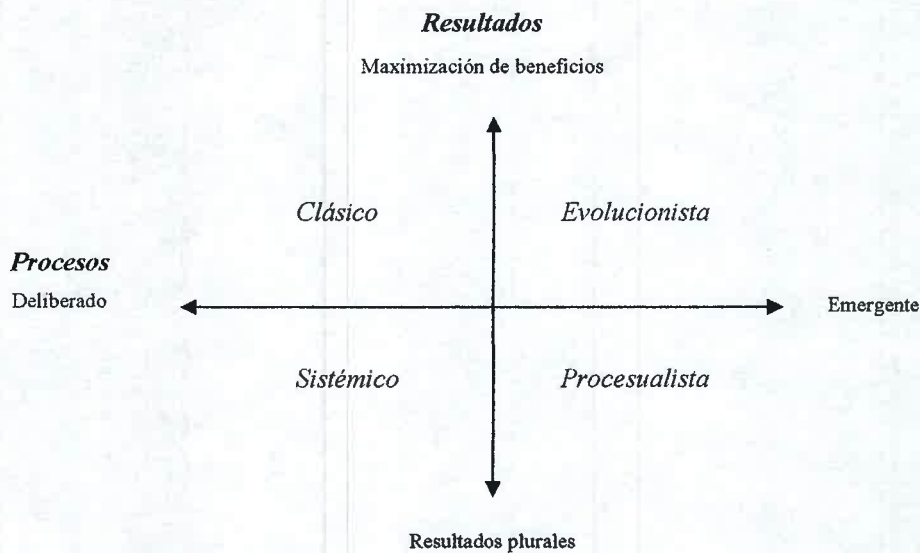 Resultados
Maximización de beneficios
Clásico
Evolucionista
Procesos
Deliberado
Emergente
Sistémico
Procesualista
Resultados plurales